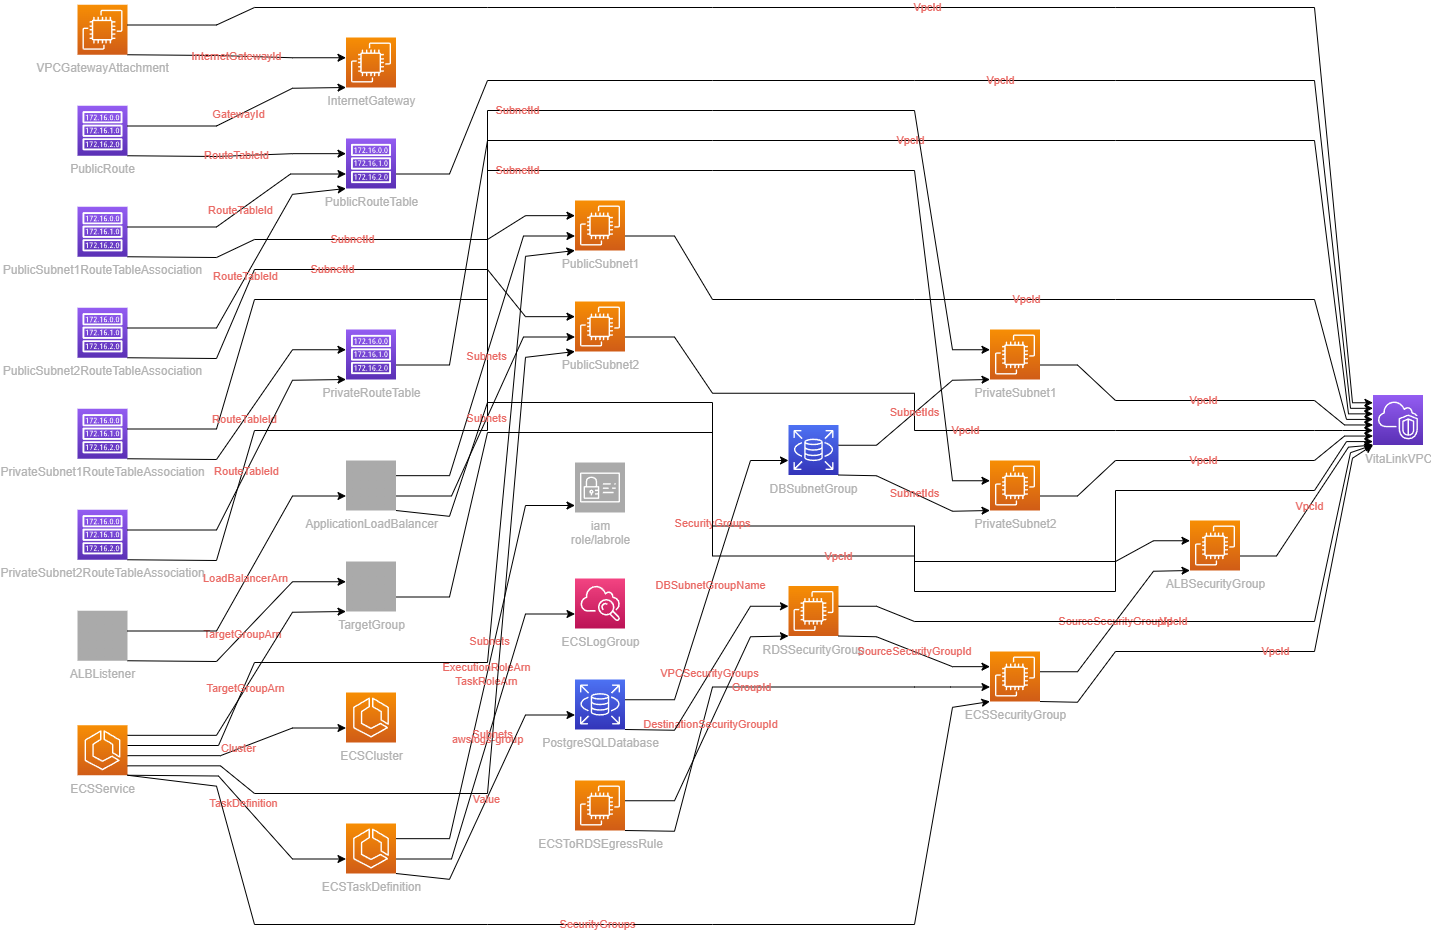 VpcId
VPCGatewayAttachment
InternetGatewayId
InternetGateway
VpcId
172.16.0.0
172.16.1.0
172.16.2.0
PublicRoute
GatewayId
RouteTableId
172.16.0.0
172.16.1.0
172.16.2.0
PublicRouteTable
SubnetId
VpcId
SubnetId
172.16.0.0
172.16.1.0
172.16.2.0
PublicSubnet1RouteTableAssociation
RouteTableId
SubnetId
PublicSubnet1
RouteTableId
SubnetId
VpcId
172.16.0.0
172.16.1.0
172.16.2.0
PublicSubnet2RouteTableAssociation
172.16.0.0
172.16.1.0
172.16.2.0
PrivateRouteTable
Subnets
PublicSubnet2
PrivateSubnet1
VpcId
172.16.0.0
172.16.1.0
172.16.2.0
PrivateSubnet1RouteTableAssociation
RouteTableId
Subnets
SubnetIds
VpcId
VitaLinkVPC
RouteTableId
DBSubnetGroup
SubnetIds
VpcId
PrivateSubnet2
VpcId
172.16.0.0
172.16.1.0
172.16.2.0
PrivateSubnet2RouteTableAssociation
ApplicationLoadBalancer
iam
role/labrole
SecurityGroups
VpcId
ALBSecurityGroup
LoadBalancerArn
DBSubnetGroupName
TargetGroupArn
TargetGroup
Subnets
ECSLogGroup
RDSSecurityGroup
SourceSecurityGroupId
VpcId
SourceSecurityGroupId
VpcId
ALBListener
TargetGroupArn
ExecutionRoleArn
TaskRoleArn
VPCSecurityGroups
GroupId
ECSSecurityGroup
Cluster
ECSCluster
Subnets
awslogs-group
PostgreSQLDatabase
DestinationSecurityGroupId
ECSService
TaskDefinition
Value
ECSToRDSEgressRule
ECSTaskDefinition
SecurityGroups